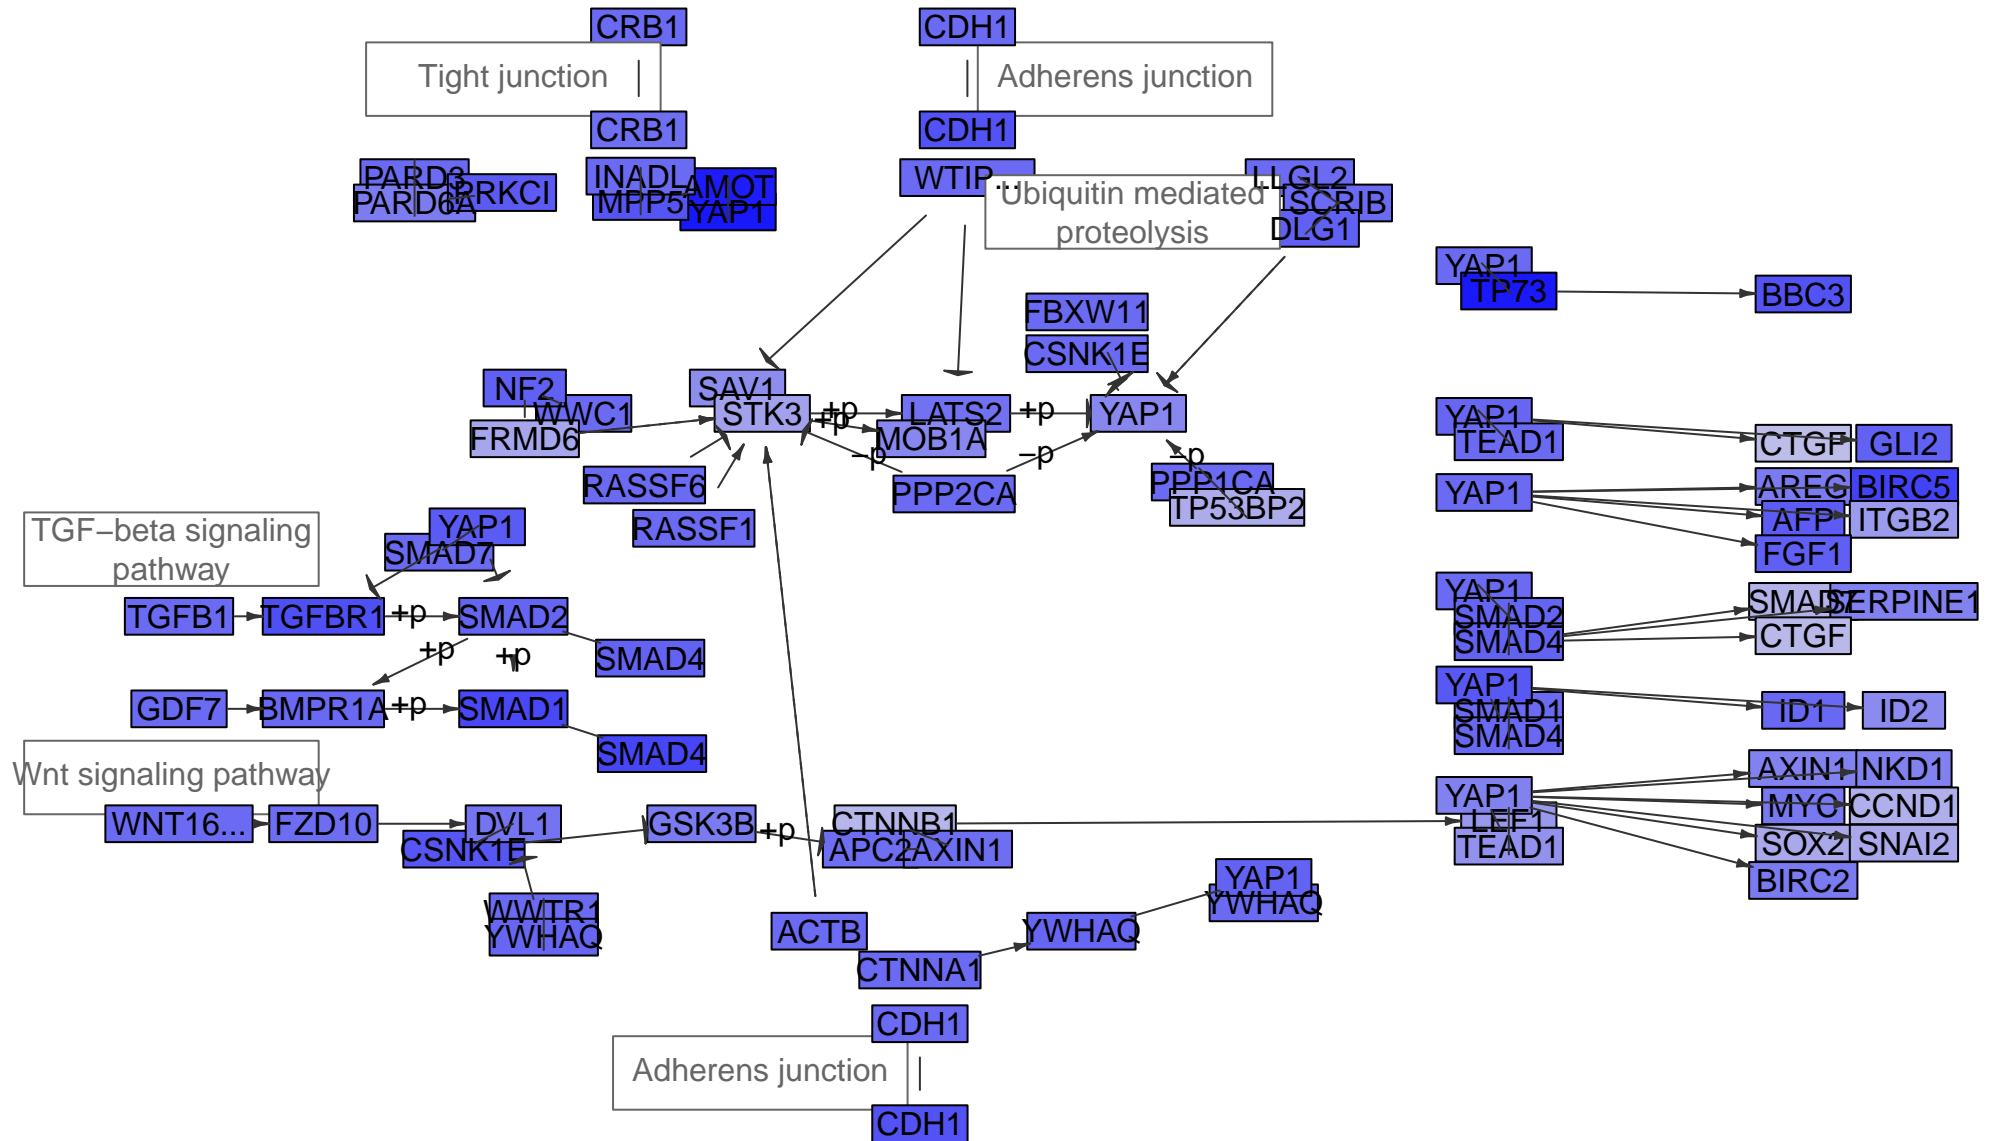 CRB1
CDH1
Tight junction
Adherens junction
CRB1
CDH1
PARD3
PARD6A
PRKCI
INADL
MPP5
AMOT
YAP1
WTIP...
Ubiquitin mediated
proteolysis
LLGL2
SCRIB
DLG1
YAP1
TP73
BBC3
FBXW11
CSNK1E
NF2
WWC1
FRMD6
SAV1
STK3
+p
+p
LATS2
MOB1A
+p
YAP1
−p
−p
−p
RASSF6
RASSF1
PPP2CA
PPP1CA
TP53BP2
YAP1
TEAD1
CTGF
GLI2
YAP1
AREG
BIRC5
AFP
ITGB2
FGF1
TGF−beta signaling
pathway
YAP1
SMAD7
TGFB1
TGFBR1
+p
SMAD2
SMAD4
+p
+p
GDF7
BMPR1A
+p
SMAD1
SMAD4
YAP1
SMAD2
SMAD4
SMAD7
SERPINE1
CTGF
YAP1
SMAD1
SMAD4
ID1
ID2
Wnt signaling pathway
WNT16...
FZD10
DVL1
CSNK1E
GSK3B
+p
CTNNB1
APC2
AXIN1
YAP1
LEF1
TEAD1
AXIN1
NKD1
MYC
CCND1
SOX2
SNAI2
BIRC2
WWTR1
YWHAQ
ACTB
CTNNA1
YWHAQ
YAP1
YWHAQ
CDH1
Adherens junction
CDH1